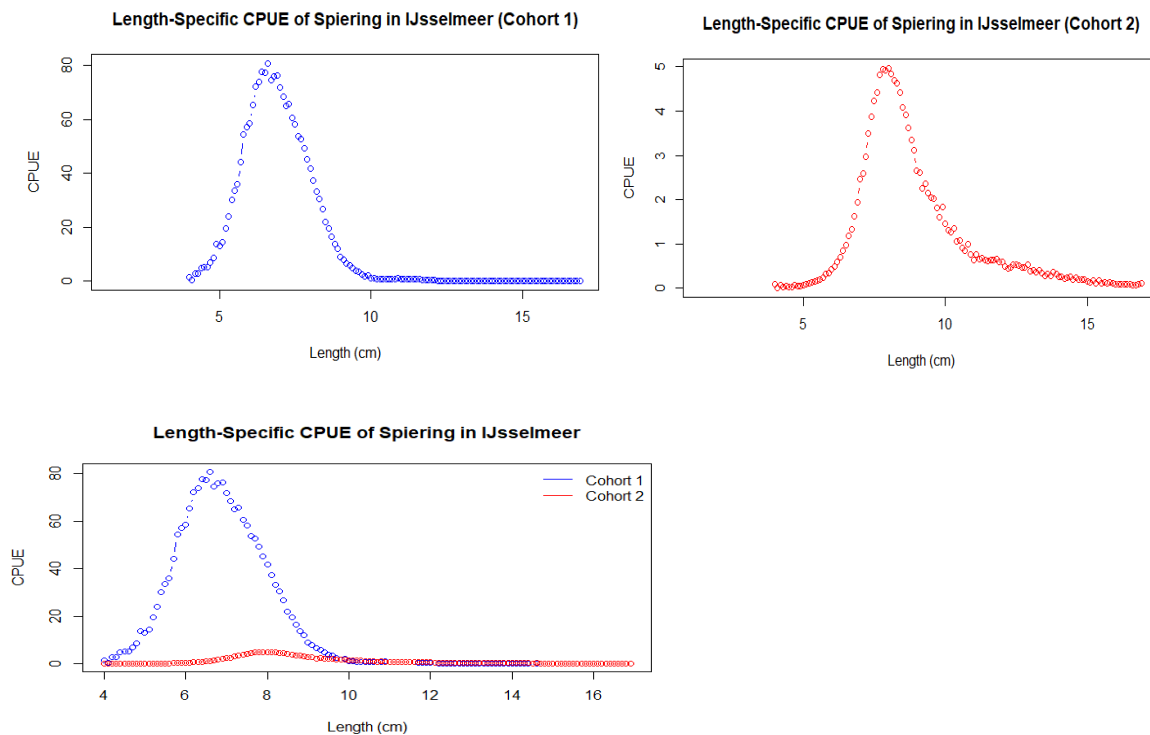 Length-Specific CPUE of Spiering in IJsselmeer (Cohort 1)
80
60
40
20
0
CPUE
5 10 15
Length (cm)
Length-Specific CPUE of Spiering in IJsselmeer (Cohort 2)
5
4
3
2
1
0
CPUE
5 10 15
Length (cm)
Length-Specific CPUE of Spiering in IJsselmeer
Cohort 1
Cohort 2
80
60
40
20
0
CPUE
4 6 8 10 12 14 16
Length (cm)